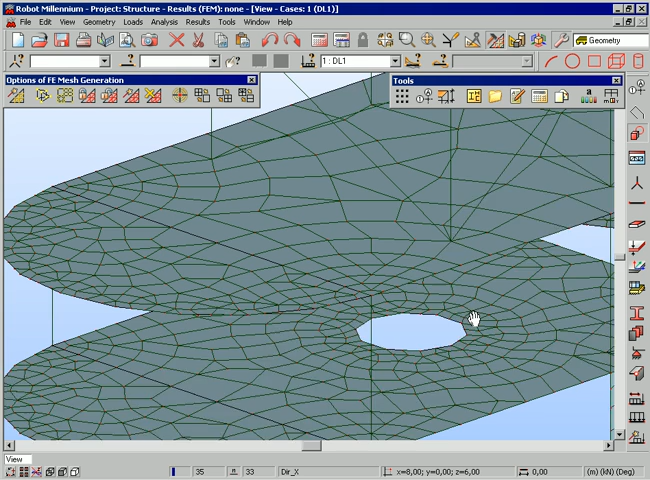 Robot Millennium - Project: Structure - Results (FEM): none - [View - Cases: 1 (DL1)]
File Edit View Geometry Loads Analysis Results Tools Window Help
Geometry
1 : DL1
Options of FE Mesh Generation
Tools
View
35 33 Dir_X x=8,00; y=0,00; z=6,00 0,00 (m) (kN) (Deg)